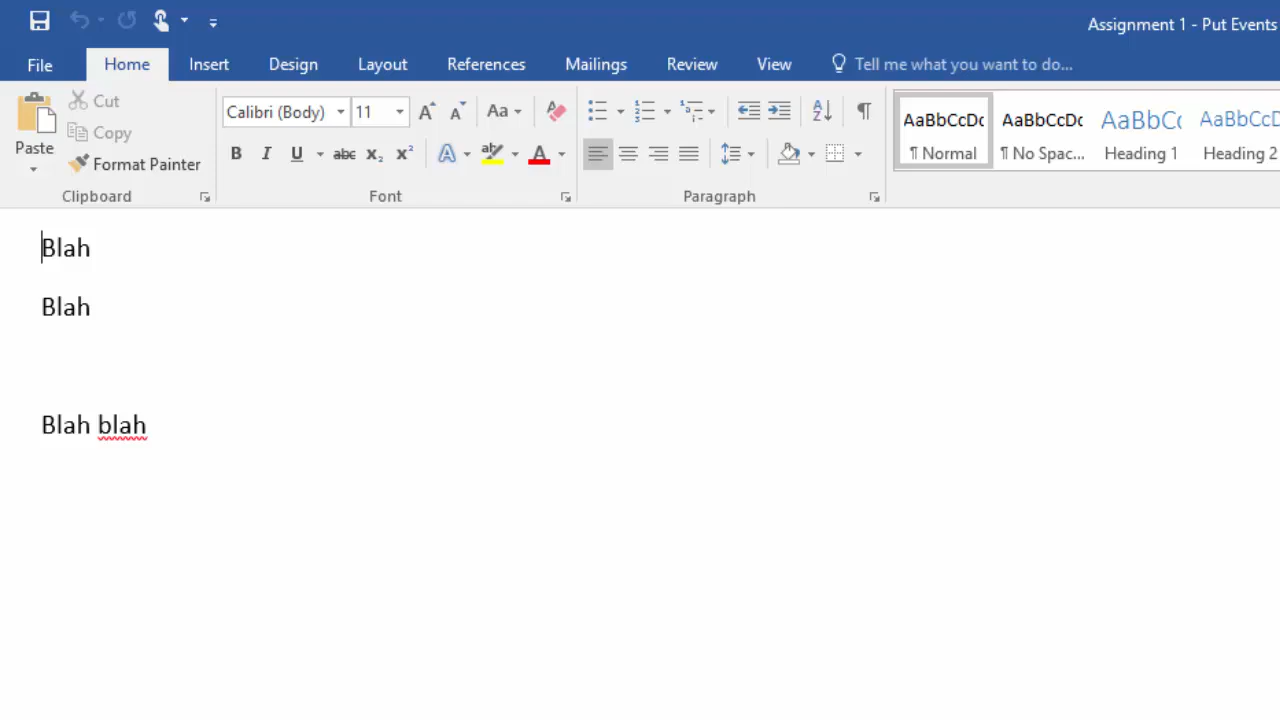 Assignment 1 - Put Events
File Home Insert Design Layout References Mailings Review View Tell me what you want to do...
Cut
Copy
Paste
Format Painter
Clipboard
Calibri (Body) 11 A A Aa A
B I U abc x₂ x² A ab A
Font
A Z ¶
Paragraph
AaBbCcDc AaBbCcDc AaBbCc AaBbCcD
¶ Normal ¶ No Spac... Heading 1 Heading 2
Blah
Blah
Blah blah